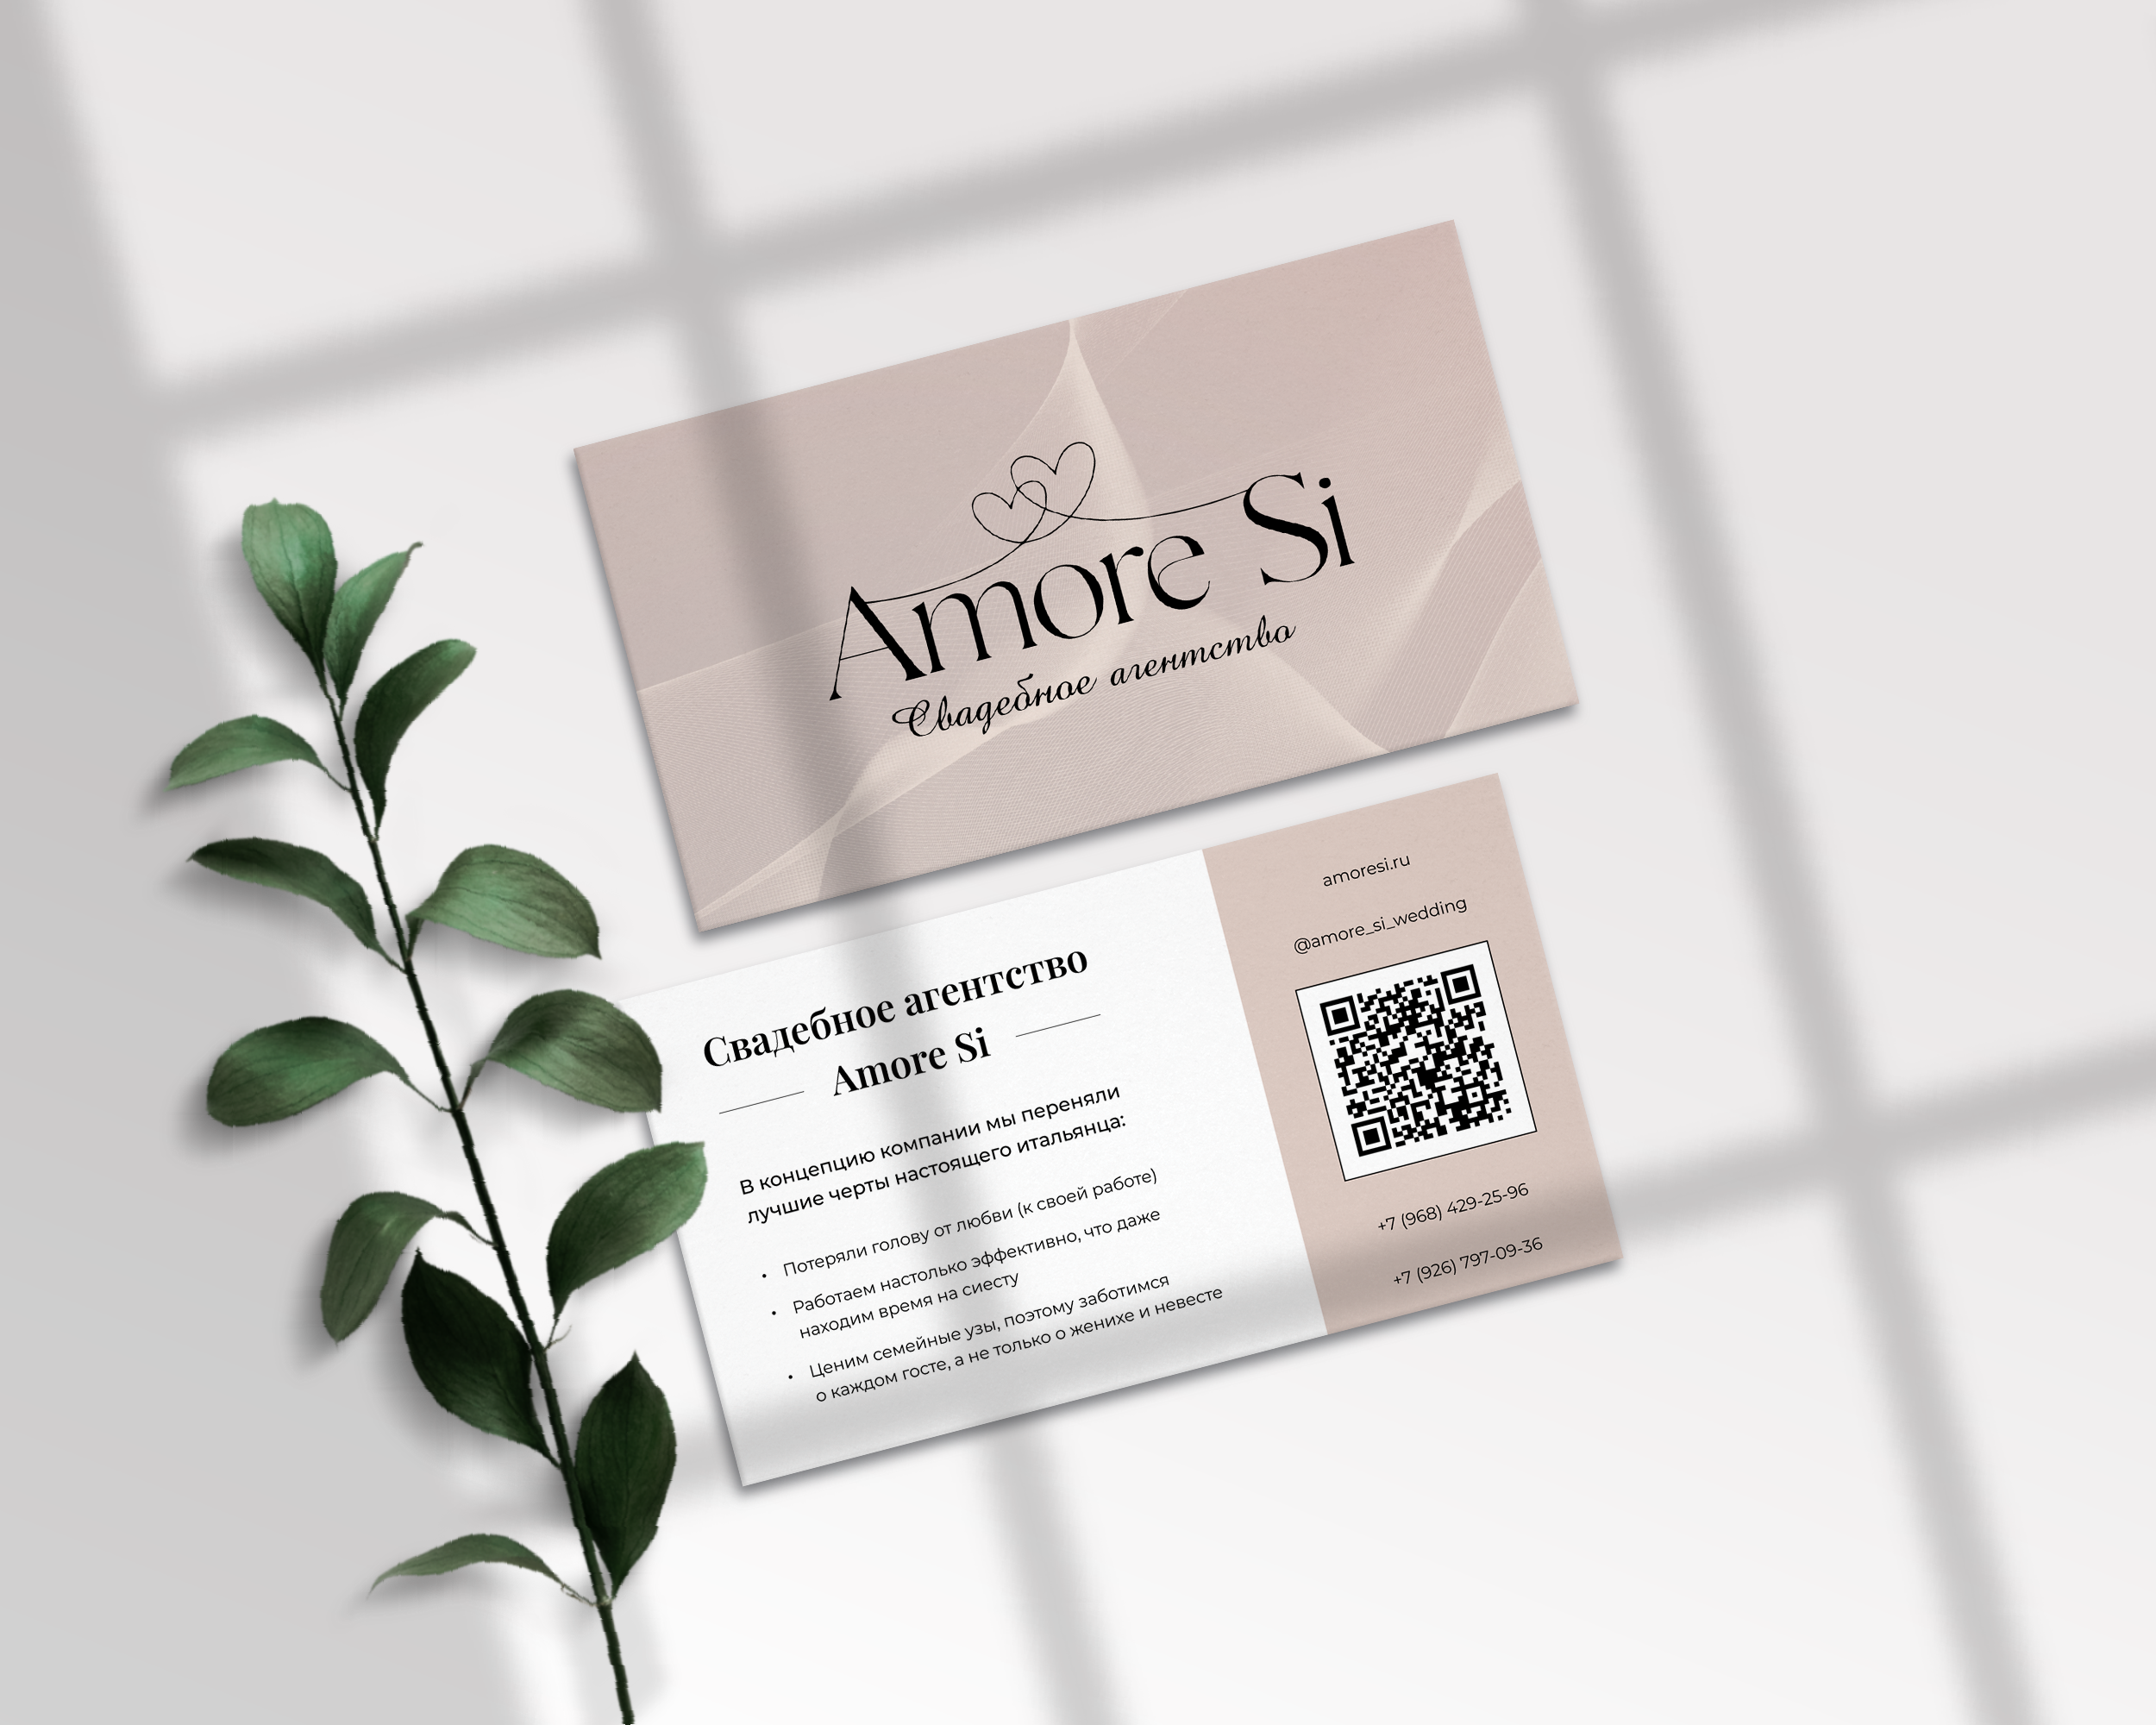 Amore Si
Свадебное агентство
Свадебное агентство
Amore Si
В концепцию компании мы переняли
лучшие черты настоящего итальянца:
• Потеряли голову от любви (к своей работе)
• Работаем настолько эффективно, что даже
находим время на сиесту
• Ценим семейные узы, поэтому заботимся
о каждом госте, а не только о женихе и невесте
amoresi.ru
@amore_si_wedding
+7 (968) 429-25-96
+7 (926) 797-09-36